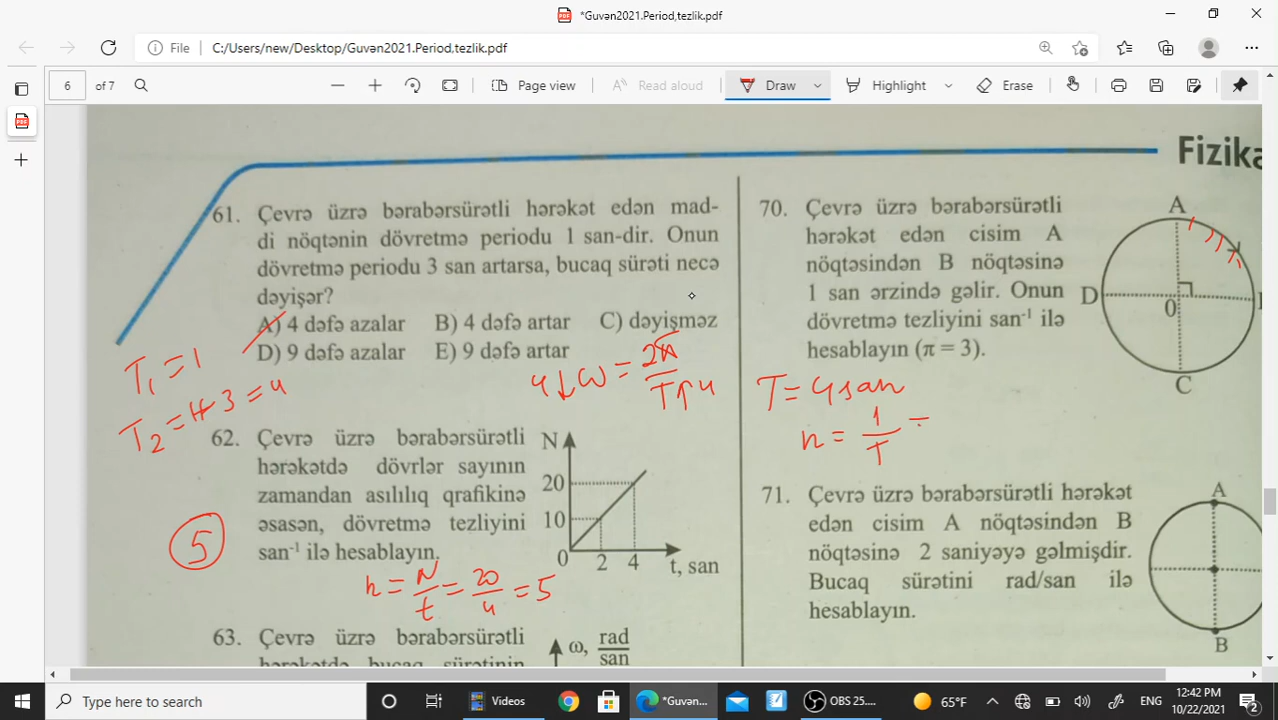 *Guvən2021.Period,tezlik.pdf
File C:/Users/new/Desktop/Guvən2021.Period,tezlik.pdf
6 of 7 Page view Read aloud Draw Highlight Erase
Fizikə
61. Çevrə üzrə bərabərsürətli hərəkət edən mad-
di nöqtənin dövretmə periodu 1 san-dir. Onun
dövretmə periodu 3 san artarsa, bucaq sürəti necə
dəyişər?
A) 4 dəfə azalar B) 4 dəfə artar C) dəyişməz
D) 9 dəfə azalar E) 9 dəfə artar
T₁ = 1
T₂ = 1+3 = 4
4↓ω = 2π/T↑4
62. Çevrə üzrə bərabərsürətli
hərəkətdə dövrlər sayının
zamandan asılılıq qrafikinə
əsasən, dövretmə tezliyini
san⁻¹ ilə hesablayın.
N
20
10
0 2 4 t, san
5
n = N/t = 20/4 = 5
63. Çevrə üzrə bərabərsürətli
hərəkətdə bucaq sürətinin
ω, rad/san
70. Çevrə üzrə bərabərsürətli
hərəkət edən cisim A
nöqtəsindən B nöqtəsinə
1 san ərzində gəlir. Onun
dövretmə tezliyini san⁻¹ ilə
hesablayın (π = 3).
A
D
0
C
T = 4 san
n = 1/T =
71. Çevrə üzrə bərabərsürətli hərəkət
edən cisim A nöqtəsindən B
nöqtəsinə 2 saniyəyə gəlmişdir.
Bucaq sürətini rad/san ilə
hesablayın.
A
B
Type here to search
Videos
*Guvən...
OBS 25....
65°F
ENG
12:42 PM
10/22/2021
2